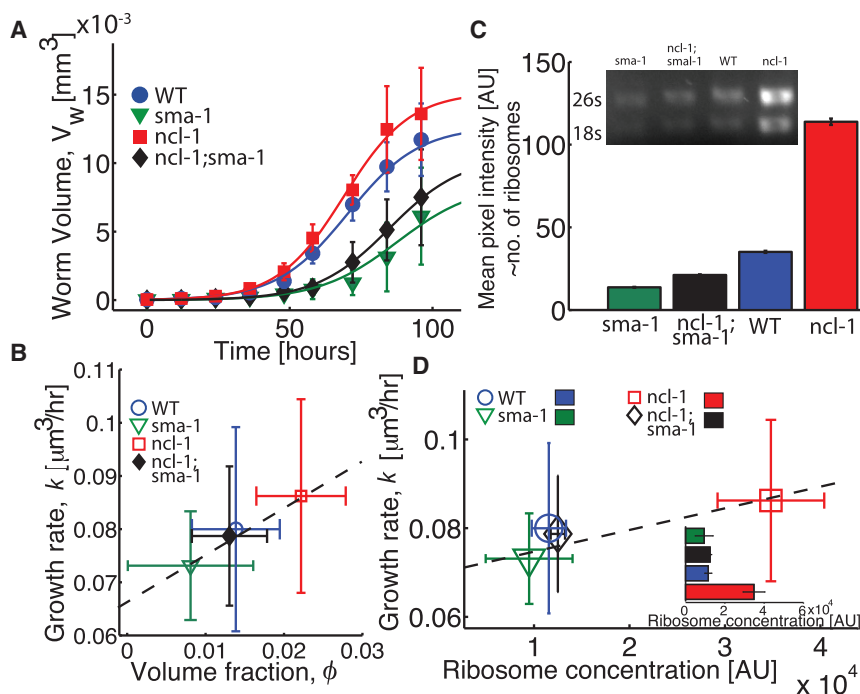 A
x10⁻³
Worm Volume, Vw [mm³]
15
10
5
0
WT
sma-1
ncl-1
ncl-1;sma-1
0
50
100
Time [hours]
C
Mean pixel intensity [AU]
~no. of ribosomes
150
100
50
0
sma-1
ncl-1;
smal-1
WT
ncl-1
26s
18s
sma-1
ncl-1;
sma-1
WT
ncl-1
B
Growth rate, k [μm³/hr)
0.11
0.1
0.09
0.08
0.07
0.06
WT
sma-1
ncl-1
ncl-1;
sma-1
0
0.01
0.02
0.03
Volume fraction, ϕ
D
Growth rate, k [μm³/hr)
0.1
0.08
0.06
WT
sma-1
ncl-1
ncl-1;
sma-1
0
2
4
6x10⁴
Ribosome concentration [AU]
1
2
3
4
Ribosome concentration [AU]
x 10⁴